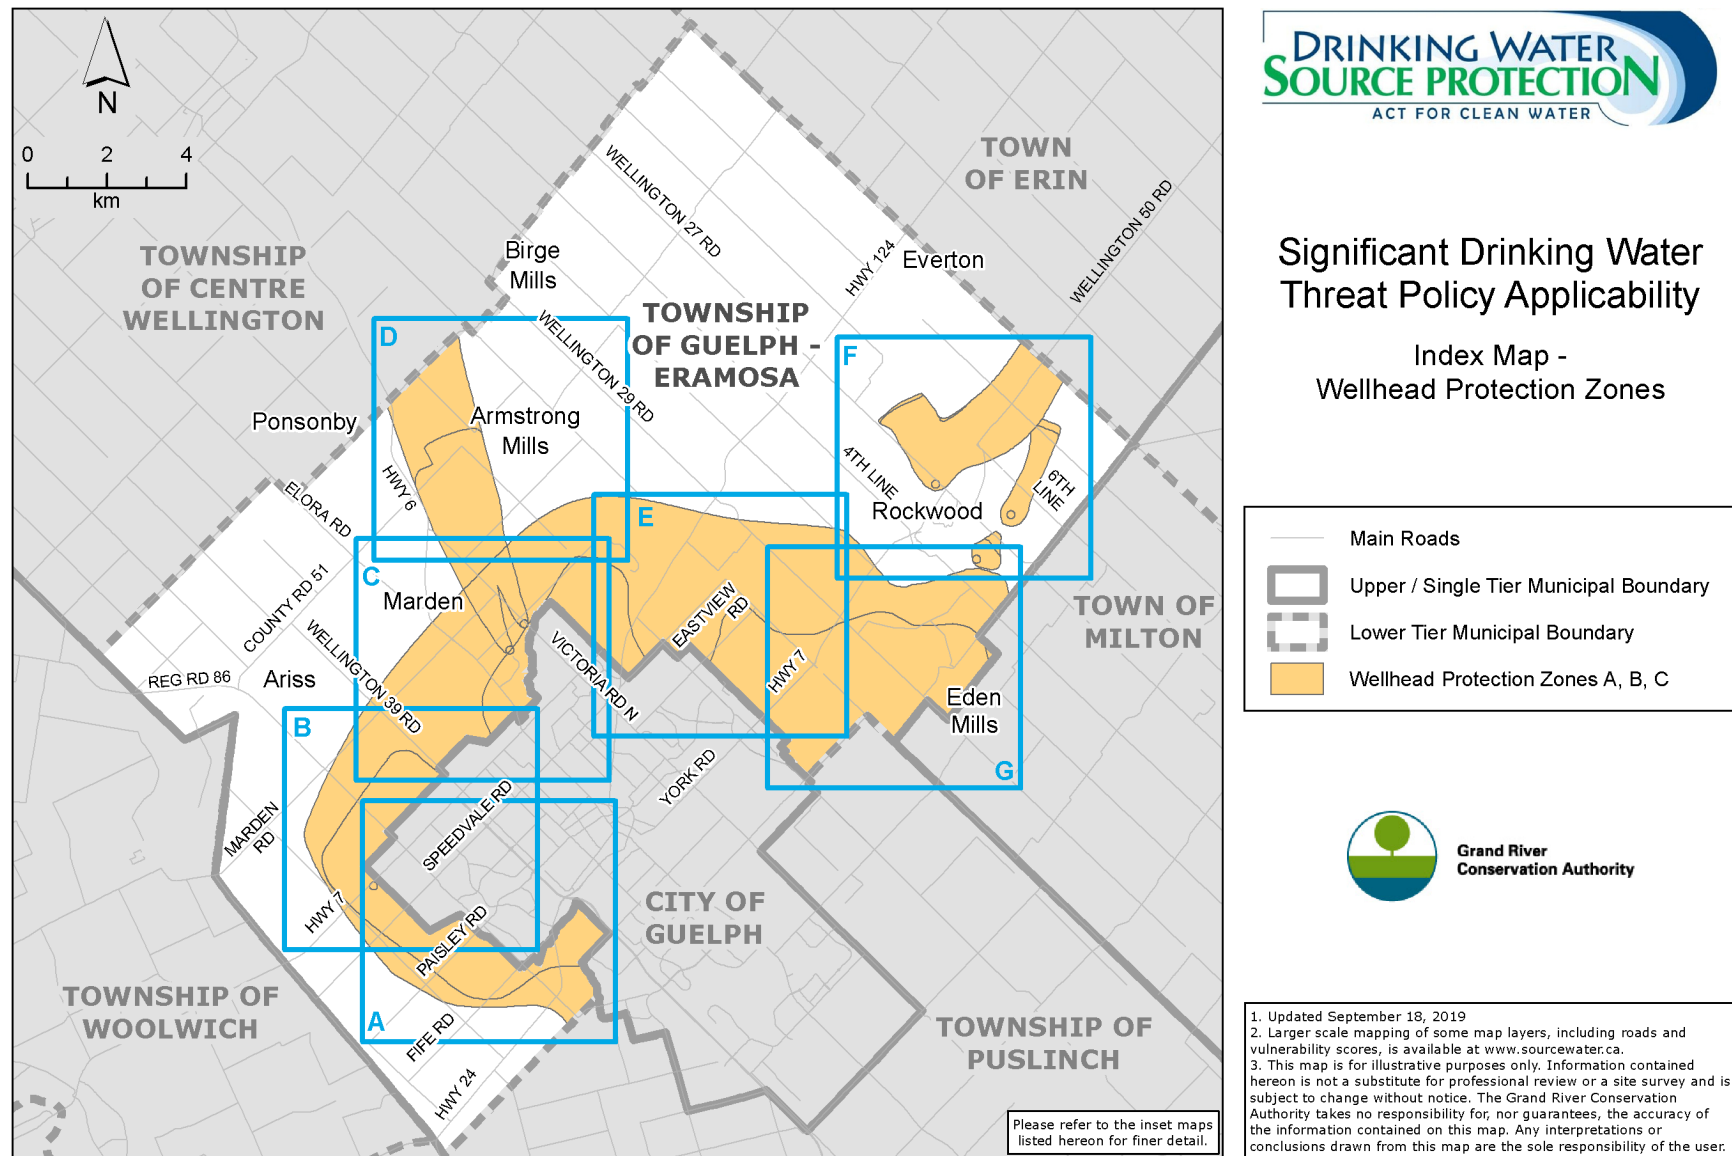 N
0 2 4
km
TOWNSHIP
OF CENTRE
WELLINGTON
TOWN
OF ERIN
WELLINGTON 27 RD
WELLINGTON 50 RD
HWY 124
Everton
Birge
Mills
TOWNSHIP
OF GUELPH -
ERAMOSA
WELLINGTON 29 RD
D
F
Ponsonby
Armstrong
Mills
HWY 6
ELORA RD
4TH LINE
6TH
LINE
Rockwood
E
C
Marden
COUNTY RD 51
EASTVIEW
RD
TOWN OF
MILTON
WELLINGTON 39 RD
VICTORIA RD N
REG RD 86
Ariss
HWY 7
Eden
Mills
B
G
YORK RD
SPEEDVALE RD
MARDEN
RD
HWY 7
PAISLEY RD
CITY OF
GUELPH
TOWNSHIP OF
WOOLWICH
A
FIFE RD
HWY 24
TOWNSHIP OF
PUSLINCH
Please refer to the inset maps
listed hereon for finer detail.
DRINKING WATER
SOURCE PROTECTION
ACT FOR CLEAN WATER
Significant Drinking Water
Threat Policy Applicability
Index Map -
Wellhead Protection Zones
Main Roads
Upper / Single Tier Municipal Boundary
Lower Tier Municipal Boundary
Wellhead Protection Zones A, B, C
Grand River
Conservation Authority
1. Updated September 18, 2019
2. Larger scale mapping of some map layers, including roads and
vulnerability scores, is available at www.sourcewater.ca.
3. This map is for illustrative purposes only. Information contained
hereon is not a substitute for professional review or a site survey and is
subject to change without notice. The Grand River Conservation
Authority takes no responsibility for, nor guarantees, the accuracy of
the information contained on this map. Any interpretations or
conclusions drawn from this map are the sole responsibility of the user.